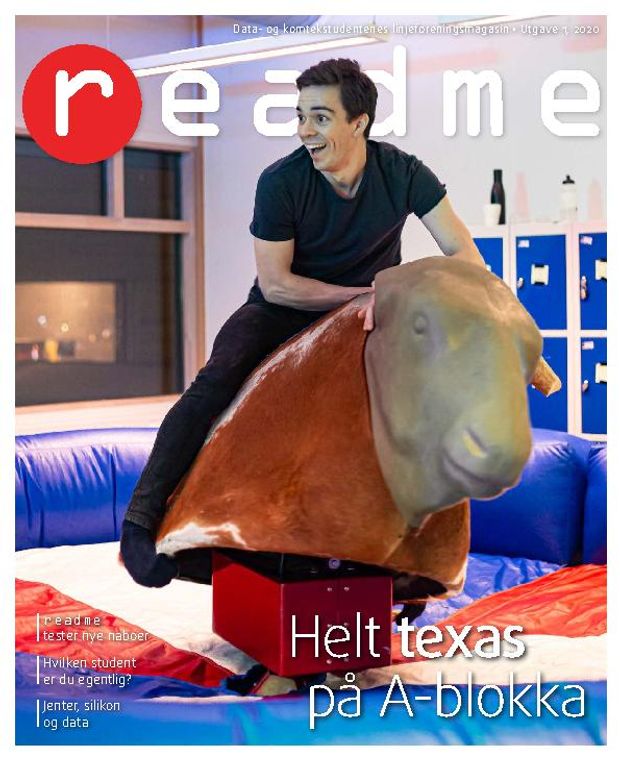 Data- og komtekstudentenes linjeforeningsmagasin • Utgave 1, 2020
readme
readme
tester nye naboer
Hvilken student
er du egentlig?
Jenter, silikon
og data
Helt texas
på A-blokka